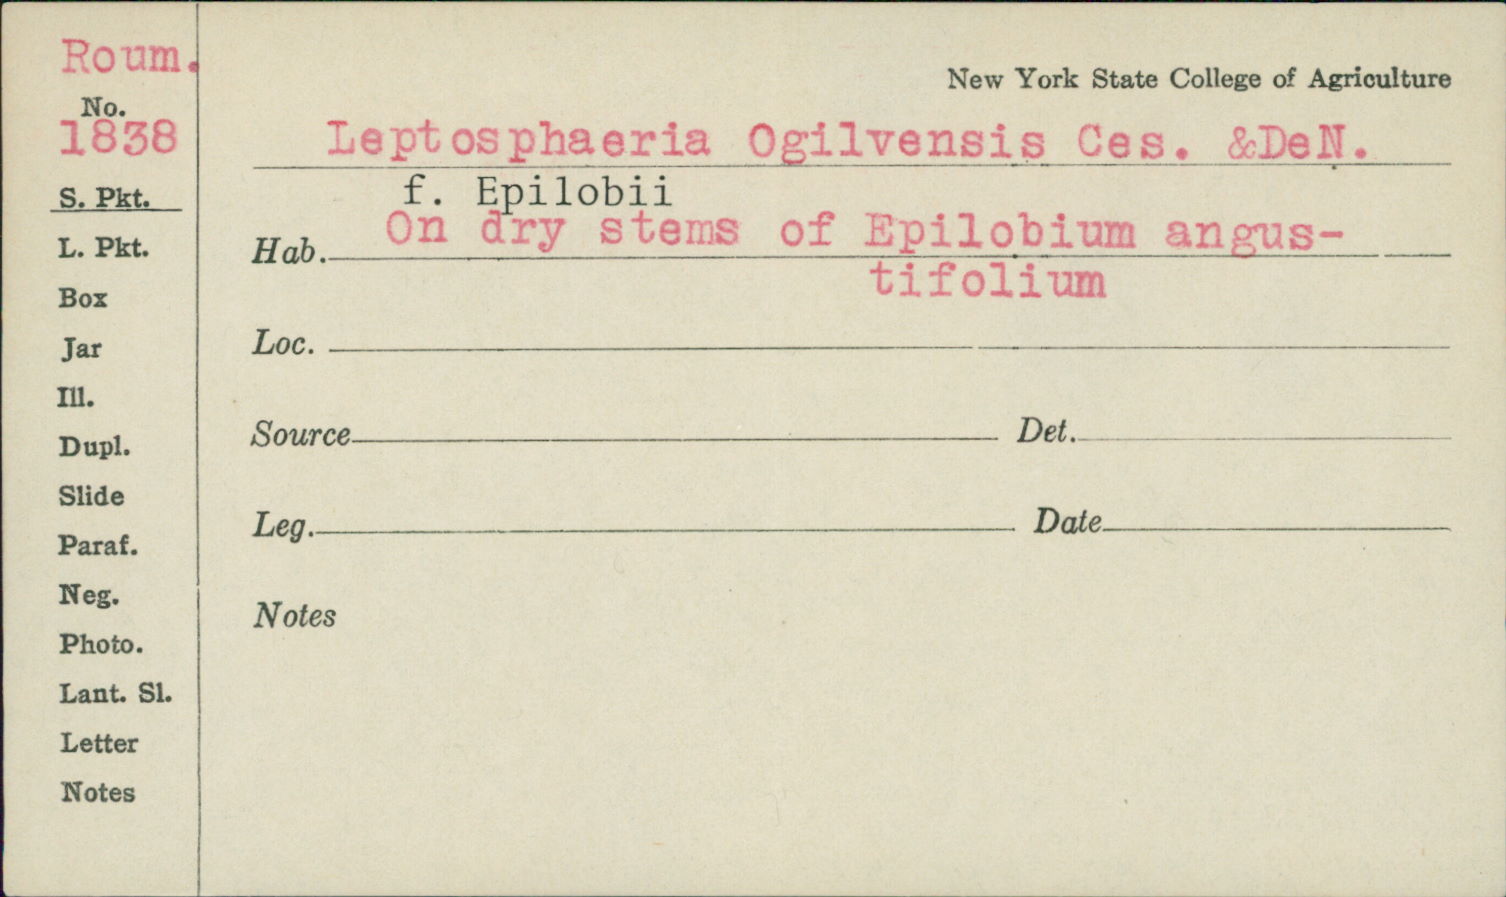 Roum.
No.
1838
S. Pkt.
L. Pkt.
Box
Jar
Ill.
Dupl.
Slide
Paraf.
Neg.
Photo.
Lant. Sl.
Letter
Notes
New York State College of Agriculture
Leptosphaeria Ogilvensis Ces. &DeN.
f. Epilobii
Hab. On dry stems of Epilobium angus-
tifolium
Loc.
Source Det.
Leg. Date
Notes